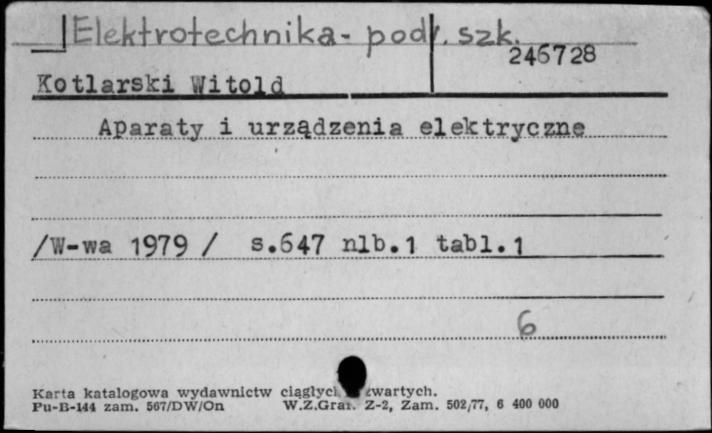 Elektrotechnika- podr. szk.
246728
Kotlarski Witold
Aparaty i urządzenia elektryczne
/W-wa 1979 / s.647 nlb.1 tabl.1
6
Karta katalogowa wydawnictw zwartych.
Pu-B-144 zam. 567/DW/On W.Z.Graf. Z-2, Zam. 502/77, 6 400 000